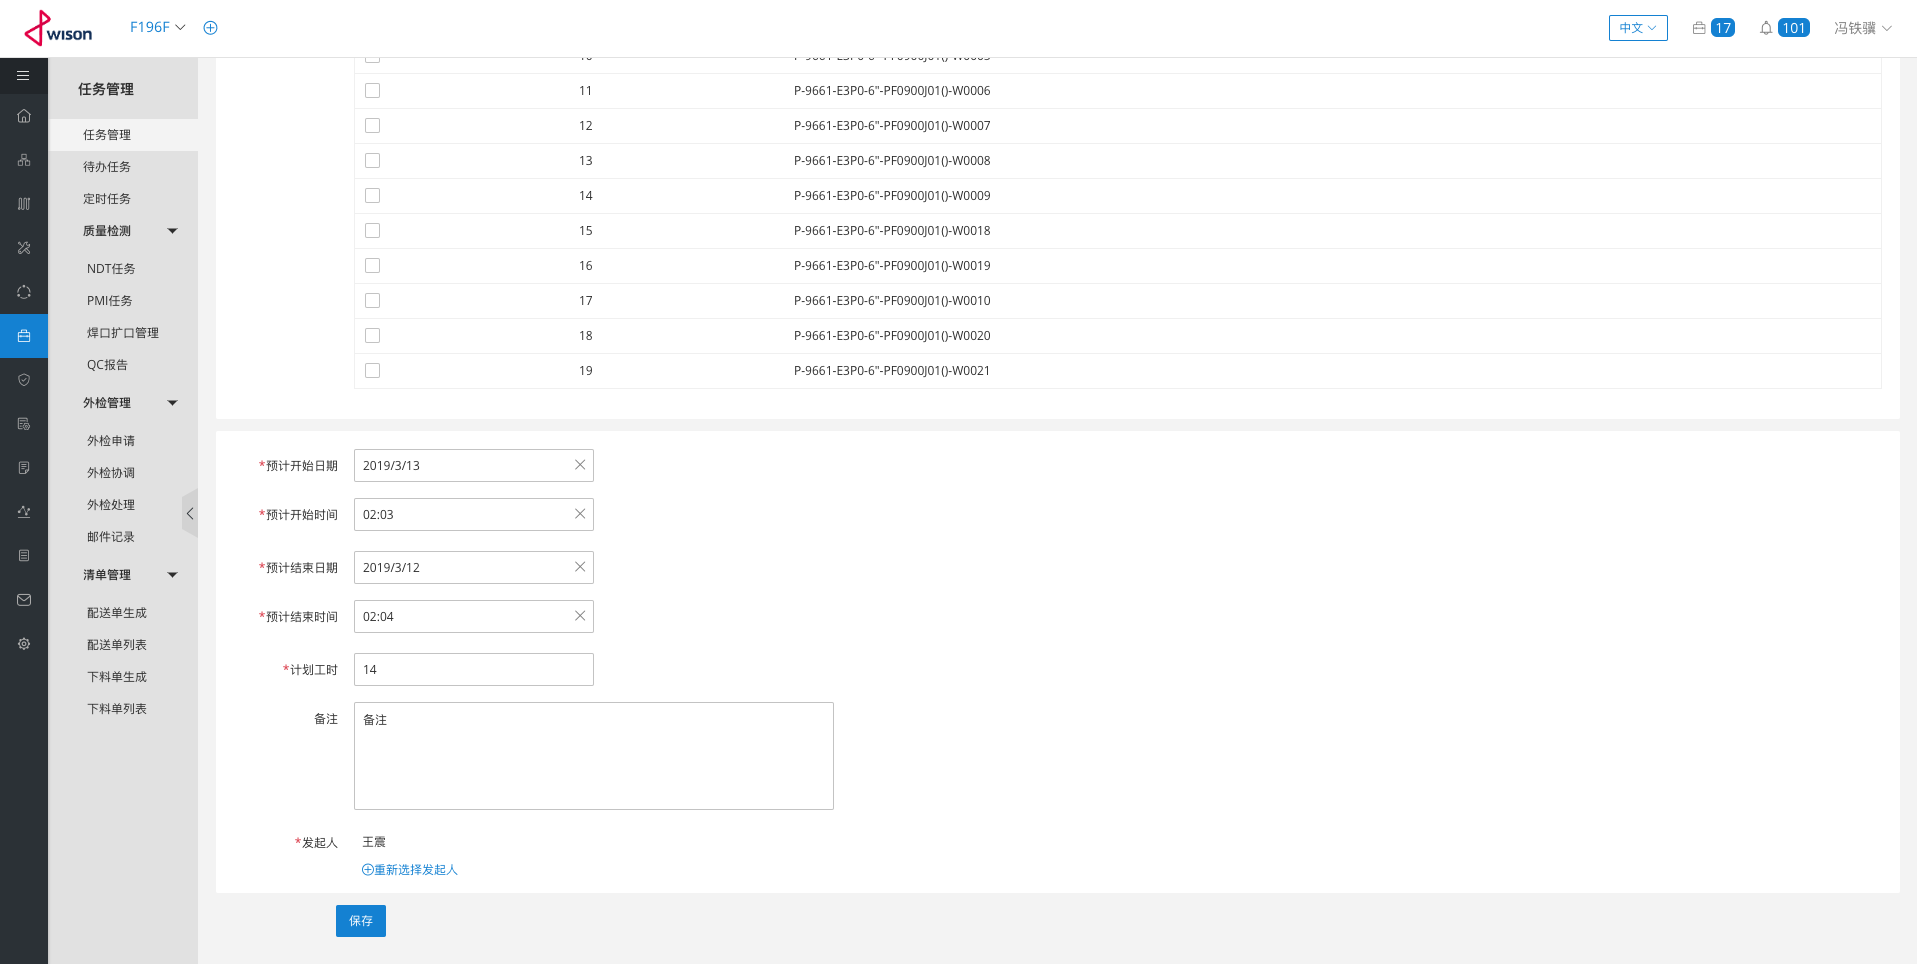 wison
F196F
中文
17
101
冯铁骥
任务管理
任务管理
待办任务
定时任务
质量检测
NDT任务
PMI任务
焊口扩口管理
QC报告
外检管理
外检申请
外检协调
外检处理
邮件记录
清单管理
配送单生成
配送单列表
下料单生成
下料单列表
11 P-9661-E3P0-6"-PF0900J01()-W0006
12 P-9661-E3P0-6"-PF0900J01()-W0007
13 P-9661-E3P0-6"-PF0900J01()-W0008
14 P-9661-E3P0-6"-PF0900J01()-W0009
15 P-9661-E3P0-6"-PF0900J01()-W0018
16 P-9661-E3P0-6"-PF0900J01()-W0019
17 P-9661-E3P0-6"-PF0900J01()-W0010
18 P-9661-E3P0-6"-PF0900J01()-W0020
19 P-9661-E3P0-6"-PF0900J01()-W0021
*预计开始日期 2019/3/13
*预计开始时间 02:03
*预计结束日期 2019/3/12
*预计结束时间 02:04
*计划工时 14
备注 备注
*发起人 王震
重新选择发起人
保存